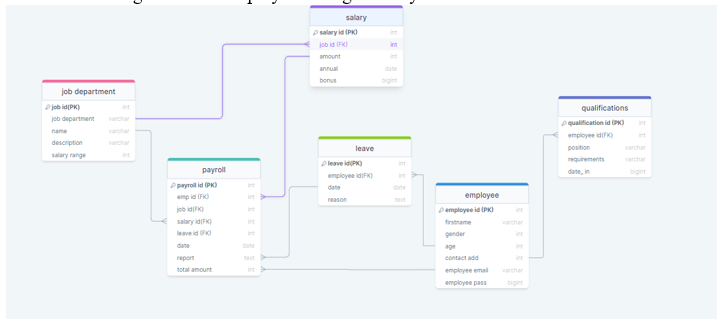 salary
salary id (PK) int
job id (FK) int
amount int
annual date
bonus bigint
job department
job id(PK) int
job department varchar
name varchar
description varchar
salary range int
qualifications
qualification id (PK) int
employee id(FK) int
position varchar
requirements varchar
date_in bigint
leave
leave id(PK) int
employee id(FK) int
date date
reason text
payroll
payroll id (PK) int
emp id (FK) int
job id(FK) int
salary id(FK) int
leave id (FK) int
date date
report text
total amount int
employee
employee id (PK) int
firstname varchar
gender int
age int
contact add int
employee email varchar
employee pass bigint